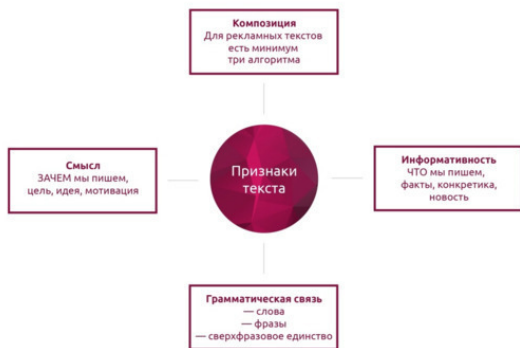 Композиция
Для рекламных текстов
есть минимум
три алгоритма
Смысл
ЗАЧЕМ мы пишем,
цель, идея, мотивация
Признаки
текста
Информативность
ЧТО мы пишем,
факты, конкретика,
новость
Грамматическая связь
— слова
— фразы
— сверхфразовое единство